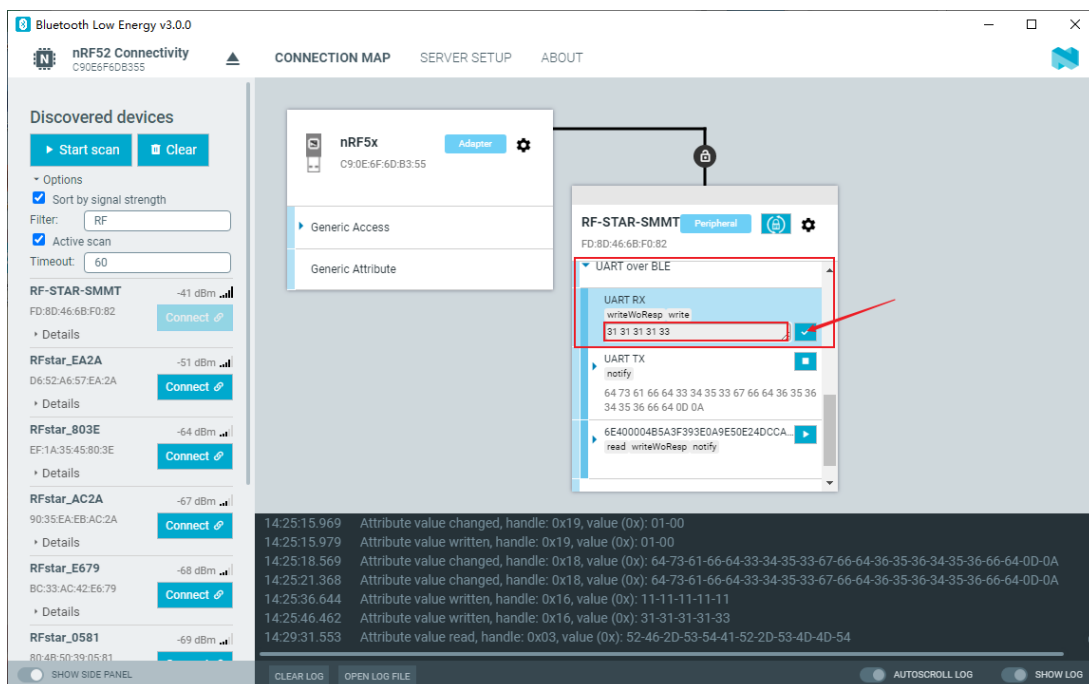 Bluetooth Low Energy v3.0.0
nRF52 Connectivity
C90E6F6DB355
CONNECTION MAP SERVER SETUP ABOUT
Discovered devices
Start scan Clear
Options
Sort by signal strength
Filter: RF
Active scan
Timeout: 60
RF-STAR-SMMT -41 dBm
FD:8D:46:6B:F0:82 Connect
Details
RFstar_EA2A -51 dBm
D6:52:A6:57:EA:2A Connect
Details
RFstar_803E -64 dBm
EF:1A:35:45:80:3E Connect
Details
RFstar_AC2A -67 dBm
90:35:EA:EB:AC:2A Connect
Details
RFstar_E679 -68 dBm
BC:33:AC:42:E6:79 Connect
Details
RFstar_0581 -69 dBm
80:4B:50:39:05:81
SHOW SIDE PANEL
nRF5x Adapter
C9:0E:6F:6D:B3:55
Generic Access
Generic Attribute
RF-STAR-SMMT Peripheral
FD:8D:46:6B:F0:82
UART over BLE
UART RX
writeWoResp write
31 31 31 31 33
UART TX
notify
64 73 61 66 64 33 34 35 33 67 66 64 36 35 36
34 35 36 66 64 0D 0A
6E400004B5A3F393E0A9E50E24DCCA...
read writeWoResp notify
14:25:15.969 Attribute value changed, handle: 0x19, value (0x): 01-00
14:25:15.979 Attribute value written, handle: 0x19, value (0x): 01-00
14:25:18.569 Attribute value changed, handle: 0x18, value (0x): 64-73-61-66-64-33-34-35-33-67-66-64-36-35-36-34-35-36-66-64-0D-0A
14:25:21.368 Attribute value changed, handle: 0x18, value (0x): 64-73-61-66-64-33-34-35-33-67-66-64-36-35-36-34-35-36-66-64-0D-0A
14:25:36.644 Attribute value written, handle: 0x16, value (0x): 11-11-11-11-11
14:25:46.462 Attribute value written, handle: 0x16, value (0x): 31-31-31-31-33
14:29:31.553 Attribute value read, handle: 0x03, value (0x): 52-46-2D-53-54-41-52-2D-53-4D-4D-54
CLEAR LOG OPEN LOG FILE AUTOSCROLL LOG SHOW LOG